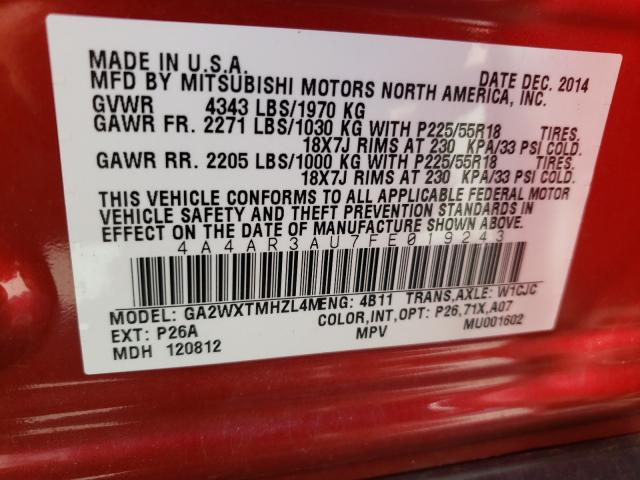 MADE IN U.S.A. DATE DEC. 2014
MFD BY MITSUBISHI MOTORS NORTH AMERICA, INC.
GVWR 4343 LBS/1970 KG
GAWR FR. 2271 LBS/1030 KG WITH P225/55R18 TIRES.
18X7J RIMS AT 230 KPA/33 PSI COLD.
GAWR RR. 2205 LBS/1000 KG WITH P225/55R18 TIRES.
18X7J RIMS AT 230 KPA/33 PSI COLD.
THIS VEHICLE CONFORMS TO ALL APPLICABLE FEDERAL MOTOR
VEHICLE SAFETY AND THEFT PREVENTION STANDARDS IN
EFFECT ON THE DATE OF MANUFACTURE SHOWN ABOVE.
4A4AR3AU7FE019243
MODEL: GA2WXTMHZL4M ENG: 4B11 TRANS,AXLE: W1CJC
EXT: P26A COLOR,INT,OPT: P26,71X,A07
MDH 120812 MPV MU001602